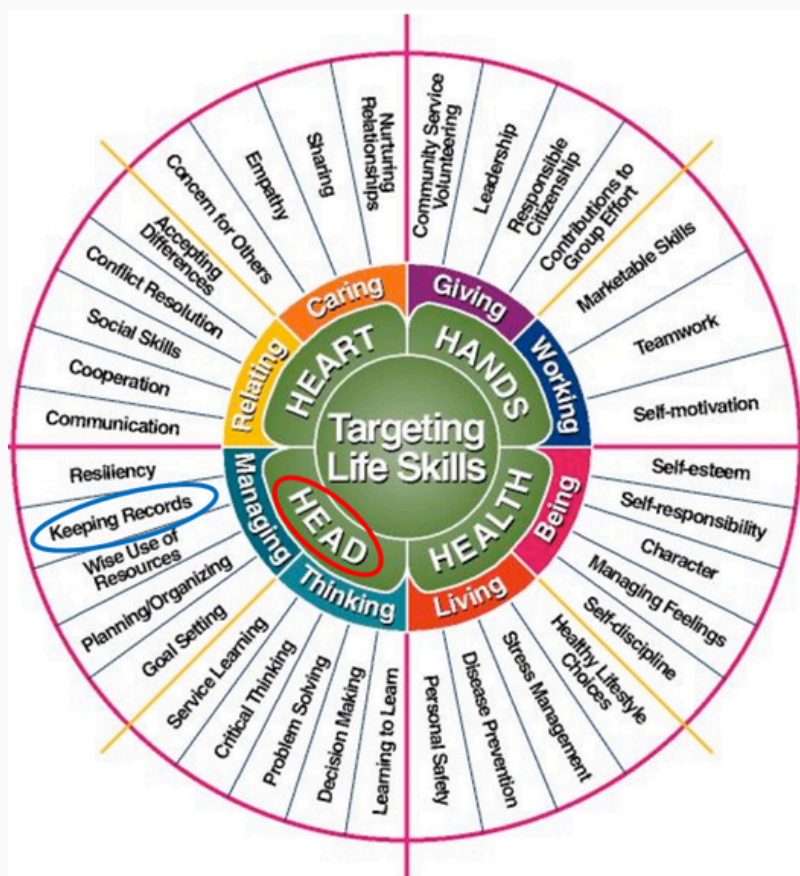 Targeting
Life Skills
HEART
HANDS
HEALTH
HEAD
Caring
Giving
Working
Being
Living
Thinking
Managing
Relating
Nurturing
Relationships
Sharing
Empathy
Concern for Others
Accepting
Differences
Conflict Resolution
Social Skills
Cooperation
Communication
Community Service
Volunteering
Leadership
Responsible
Citizenship
Contributions to
Group Effort
Marketable Skills
Teamwork
Self-motivation
Self-esteem
Self-responsibility
Character
Managing Feelings
Self-discipline
Healthy Lifestyle
Choices
Stress Management
Disease Prevention
Personal Safety
Learning to Learn
Decision Making
Problem Solving
Critical Thinking
Service Learning
Goal Setting
Planning/Organizing
Wise Use of
Resources
Keeping Records
Resiliency